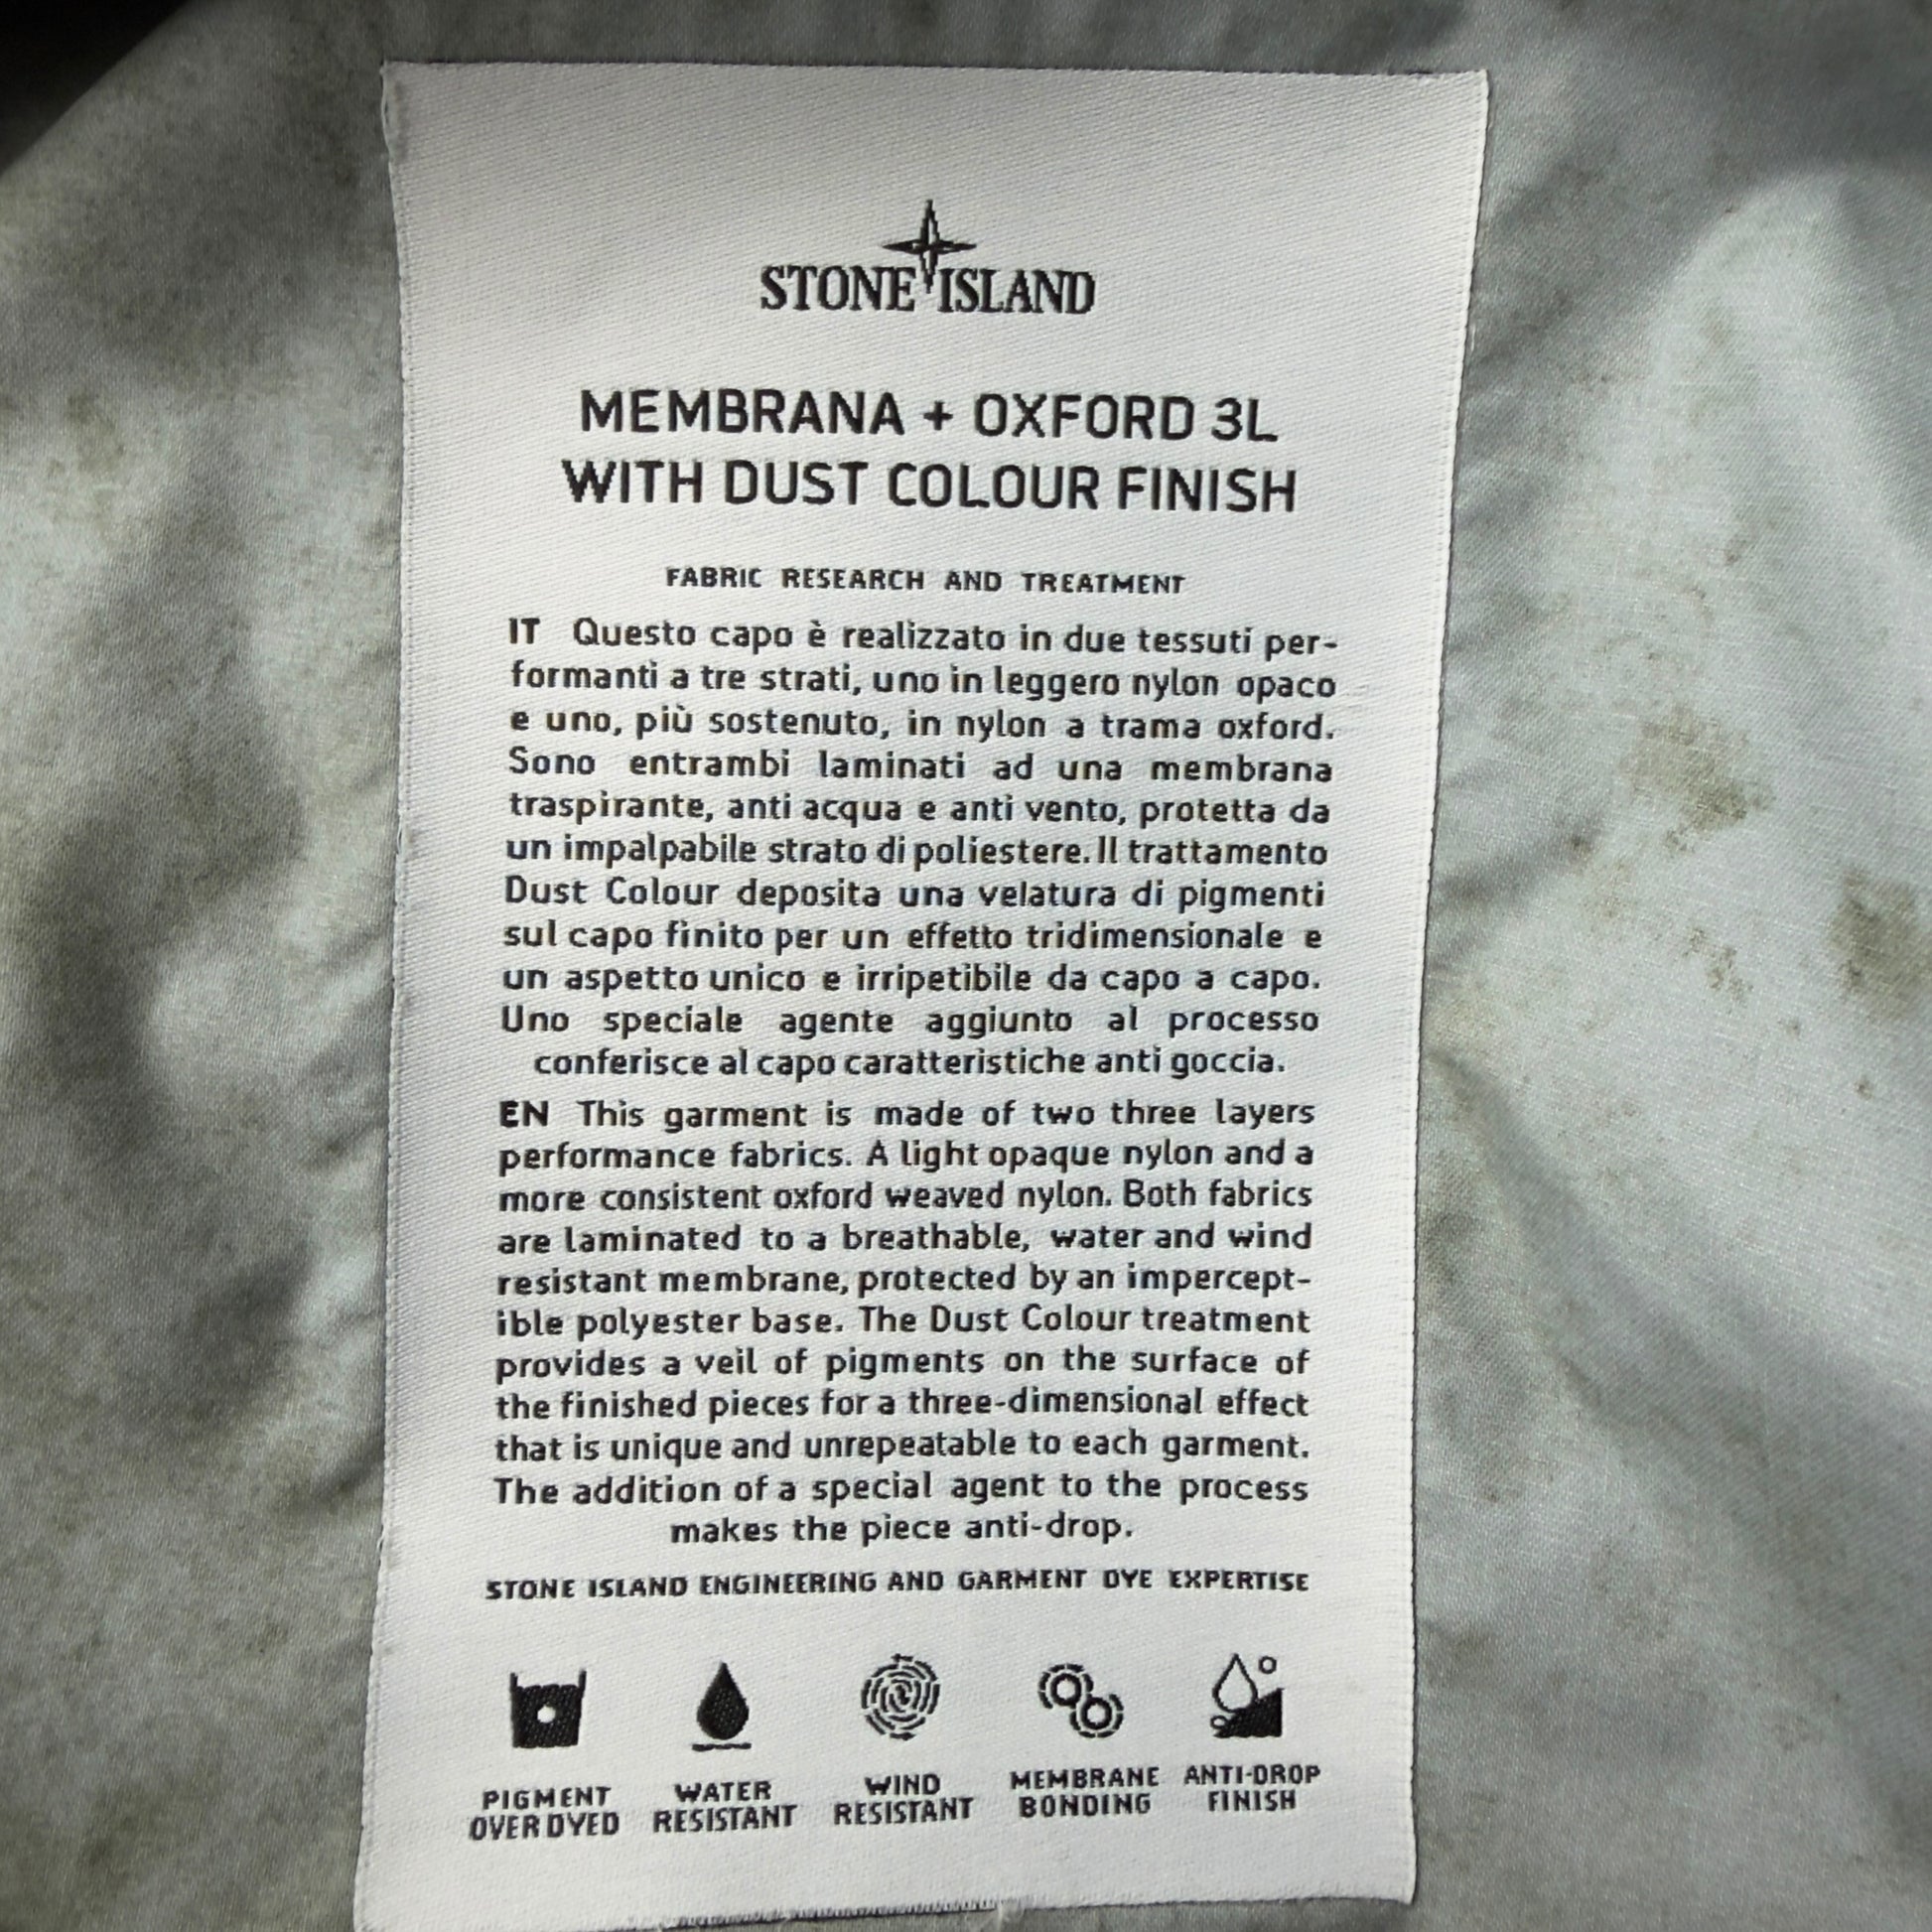 STONE ISLAND
MEMBRANA + OXFORD 3L
WITH DUST COLOUR FINISH
FABRIC RESEARCH AND TREATMENT
IT Questo capo è realizzato in due tessuti per-
formanti a tre strati, uno in leggero nylon opaco
e uno, più sostenuto, in nylon a trama oxford.
Sono entrambi laminati ad una membrana
traspirante, anti acqua e anti vento, protetta da
un impalpabile strato di poliestere. Il trattamento
Dust Colour deposita una velatura di pigmenti
sul capo finito per un effetto tridimensionale e
un aspetto unico e irripetibile da capo a capo.
Uno speciale agente aggiunto al processo
conferisce al capo caratteristiche anti goccia.
EN This garment is made of two three layers
performance fabrics. A light opaque nylon and a
more consistent oxford weaved nylon. Both fabrics
are laminated to a breathable, water and wind
resistant membrane, protected by an impercept-
ible polyester base. The Dust Colour treatment
provides a veil of pigments on the surface of
the finished pieces for a three-dimensional effect
that is unique and unrepeatable to each garment.
The addition of a special agent to the process
makes the piece anti-drop.
STONE ISLAND ENGINEERING AND GARMENT DYE EXPERTISE
PIGMENT
OVER DYED
WATER
RESISTANT
WIND
RESISTANT
MEMBRANE
BONDING
ANTI-DROP
FINISH